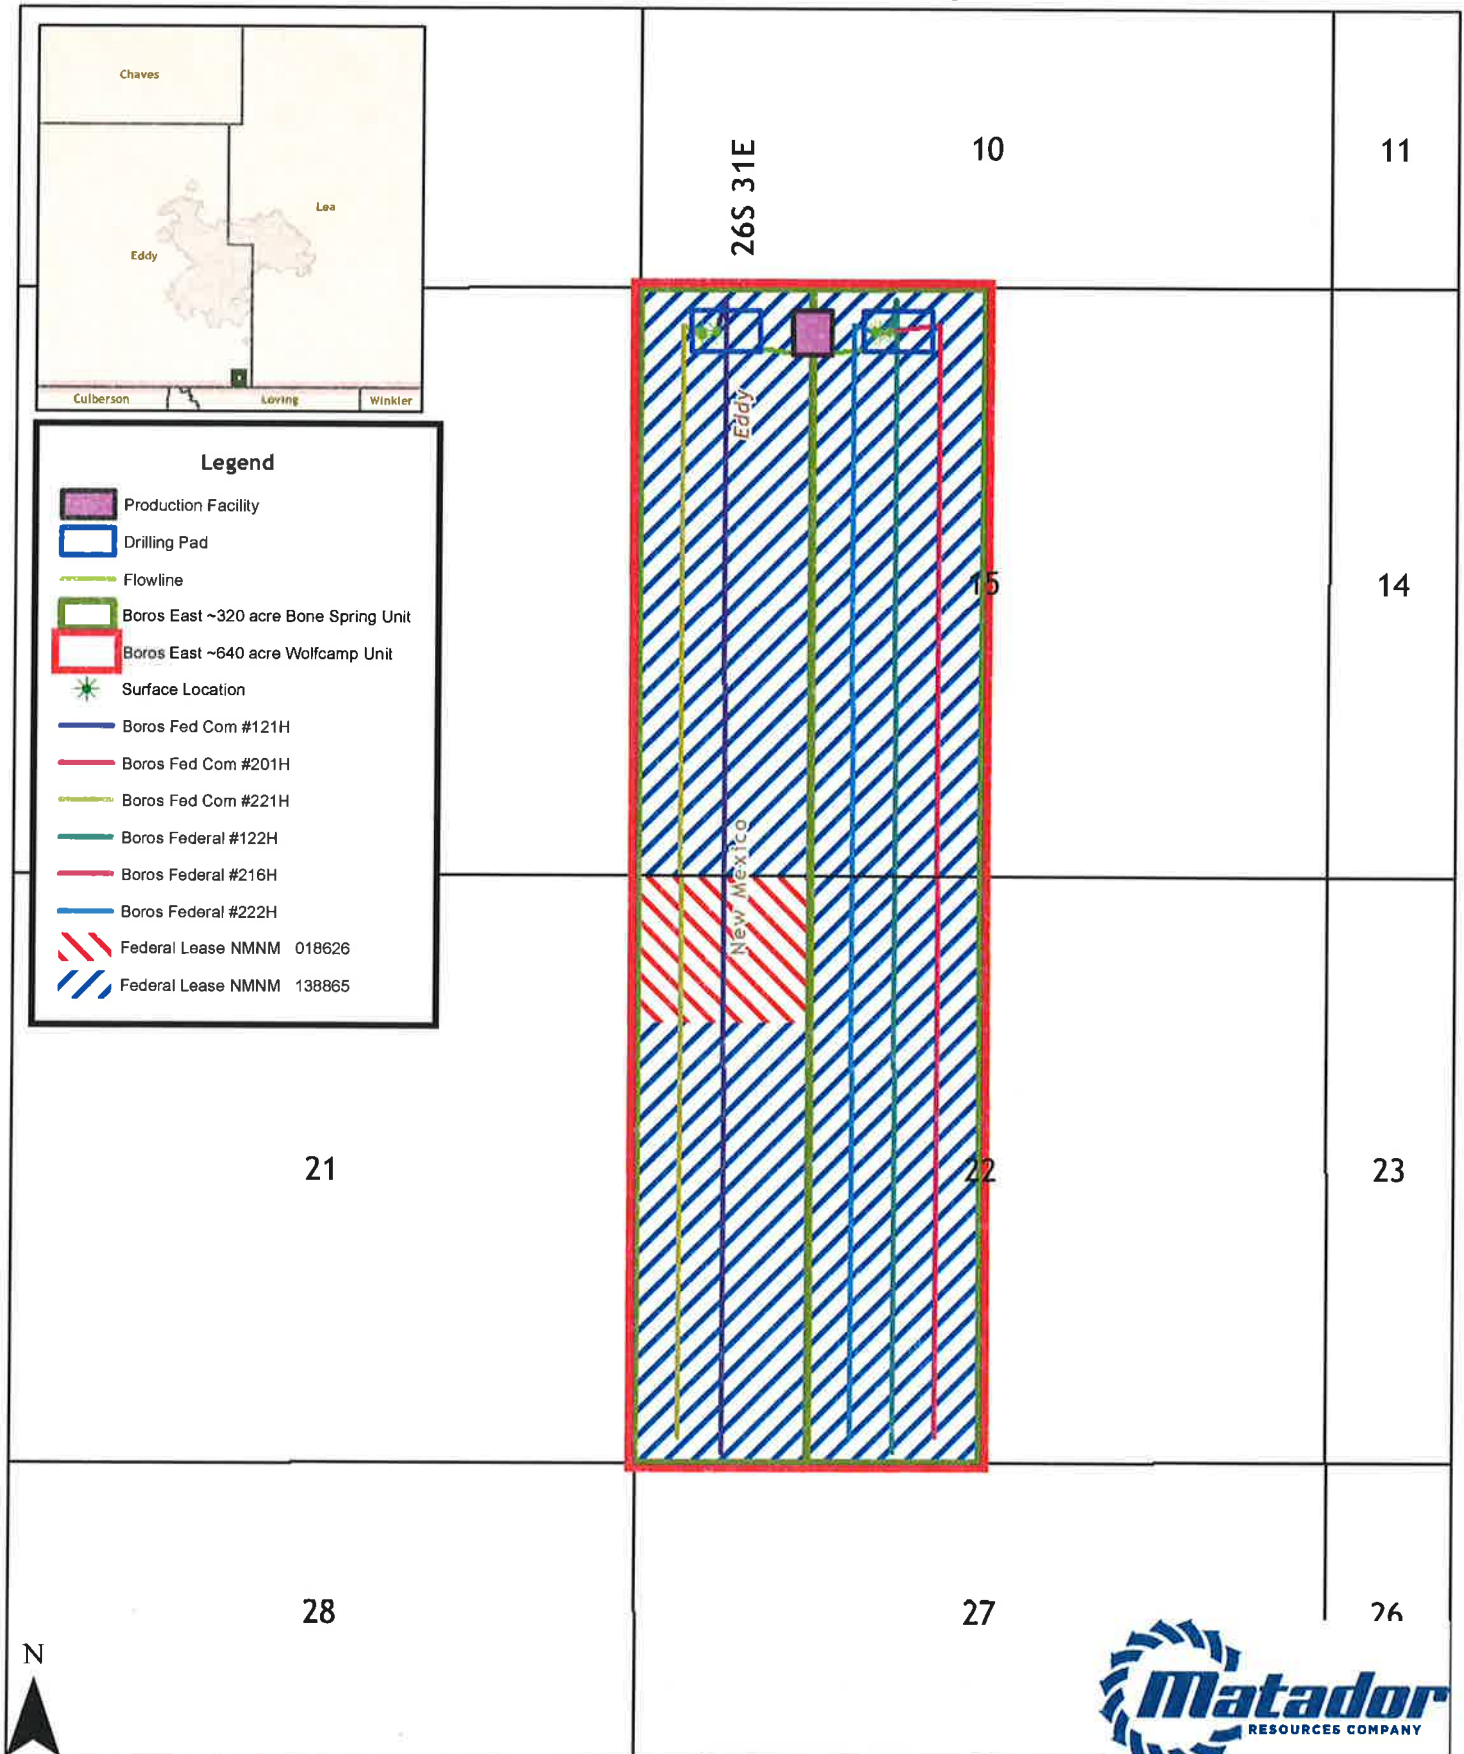 Chaves
Lea
Eddy
Culberson
Loving
Winkler
10
11
26S 31E
Legend
Production Facility
Drilling Pad
Flowline
Boros East ~320 acre Bone Spring Unit
Boros East ~640 acre Wolfcamp Unit
Surface Location
Boros Fed Com #121H
Boros Fed Com #201H
Boros Fed Com #221H
Boros Federal #122H
Boros Federal #216H
Boros Federal #222H
Federal Lease NMNM 018626
Federal Lease NMNM 138865
Eddy
15
14
New Mexico
21
22
23
28
27
26
N
Matador
RESOURCES COMPANY